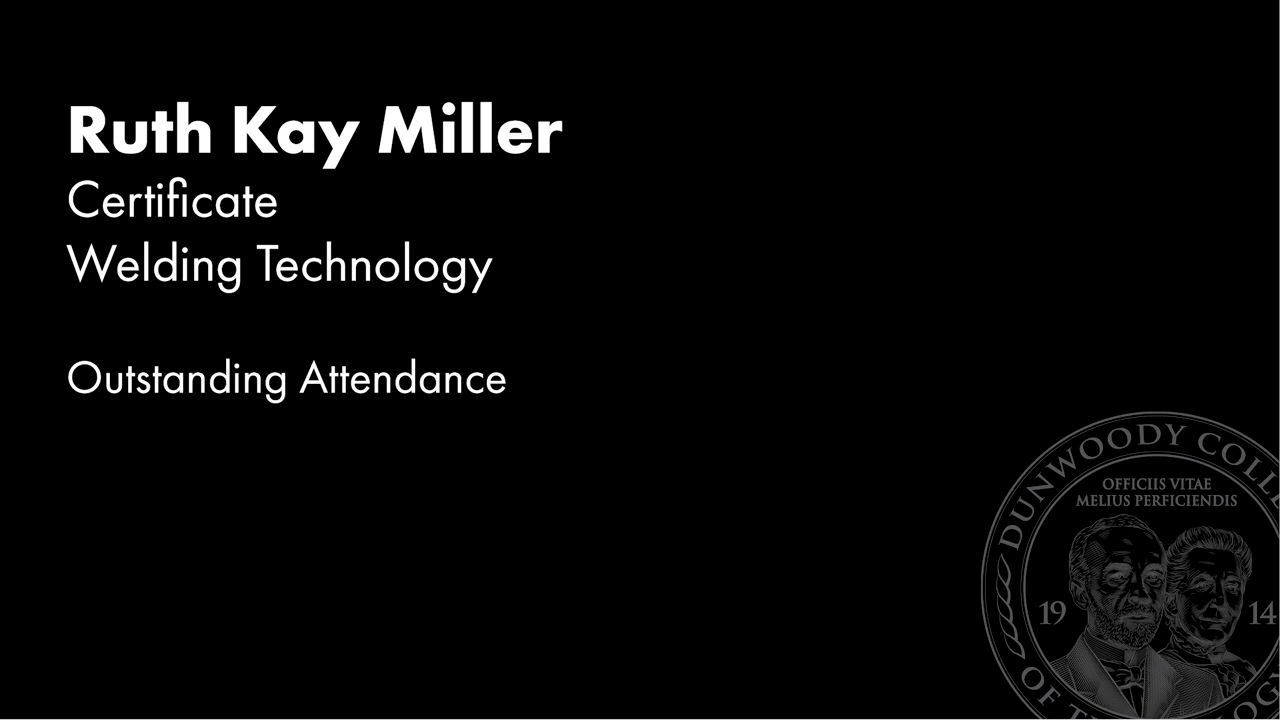 Ruth Kay Miller
Certificate
Welding Technology
Outstanding Attendance
DUNWOODY
OFFICIIS VITAE
MELIUS PERFICIENDIS
19 14
OF